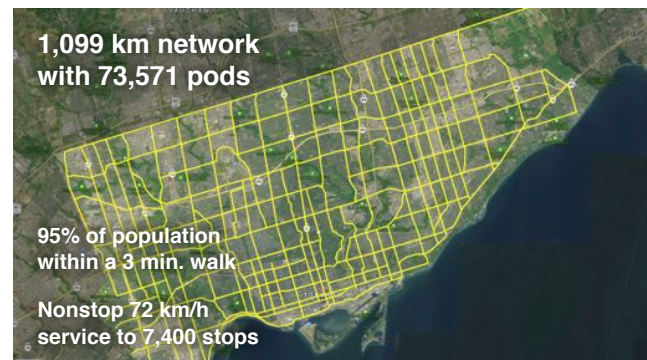 VAUGHAN
1,099 km network
with 73,571 pods
95% of population
within a 3 min. walk
Nonstop 72 km/h
service to 7,400 stops